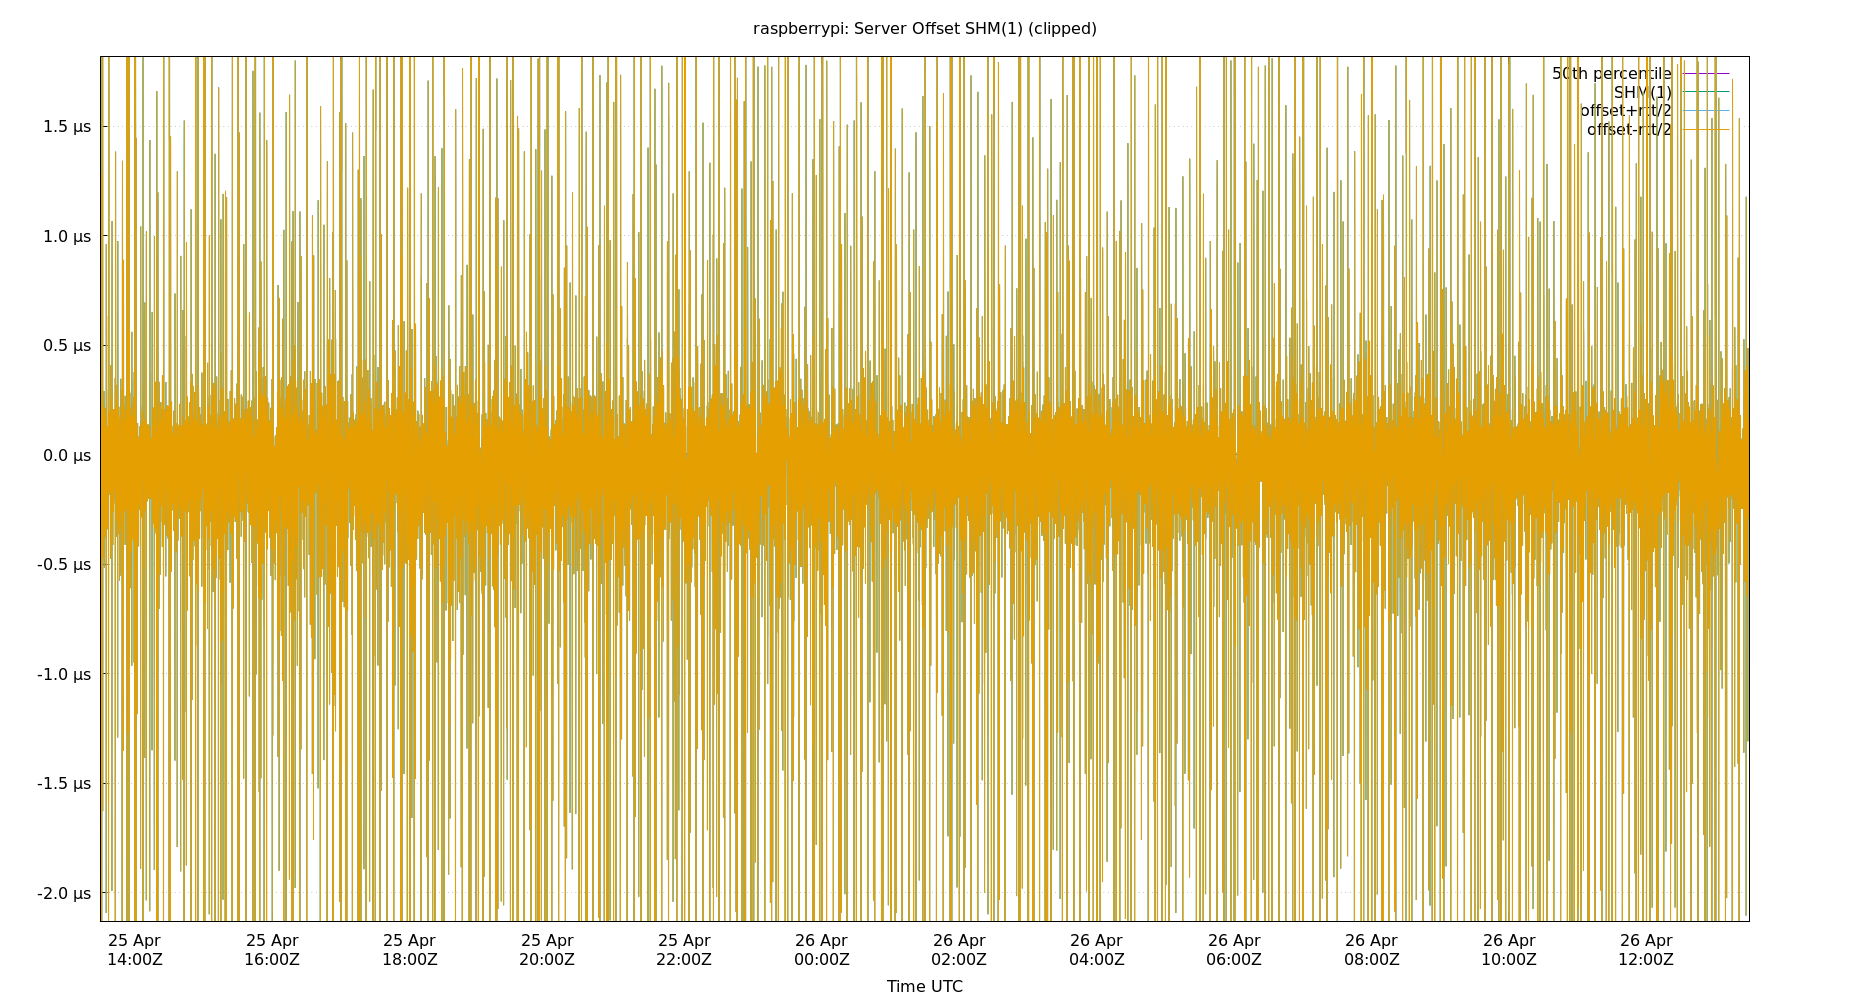 raspberrypi: Server Offset SHM(1) (clipped)
50th percentile
SHM(1)
offset+rtt/2
offset-rtt/2
1.5 µs
1.0 µs
0.5 µs
0.0 µs
-0.5 µs
-1.0 µs
-1.5 µs
-2.0 µs
25 Apr 25 Apr 25 Apr 25 Apr 25 Apr 26 Apr 26 Apr 26 Apr 26 Apr 26 Apr 26 Apr 26 Apr
14:00Z 16:00Z 18:00Z 20:00Z 22:00Z 00:00Z 02:00Z 04:00Z 06:00Z 08:00Z 10:00Z 12:00Z
Time UTC